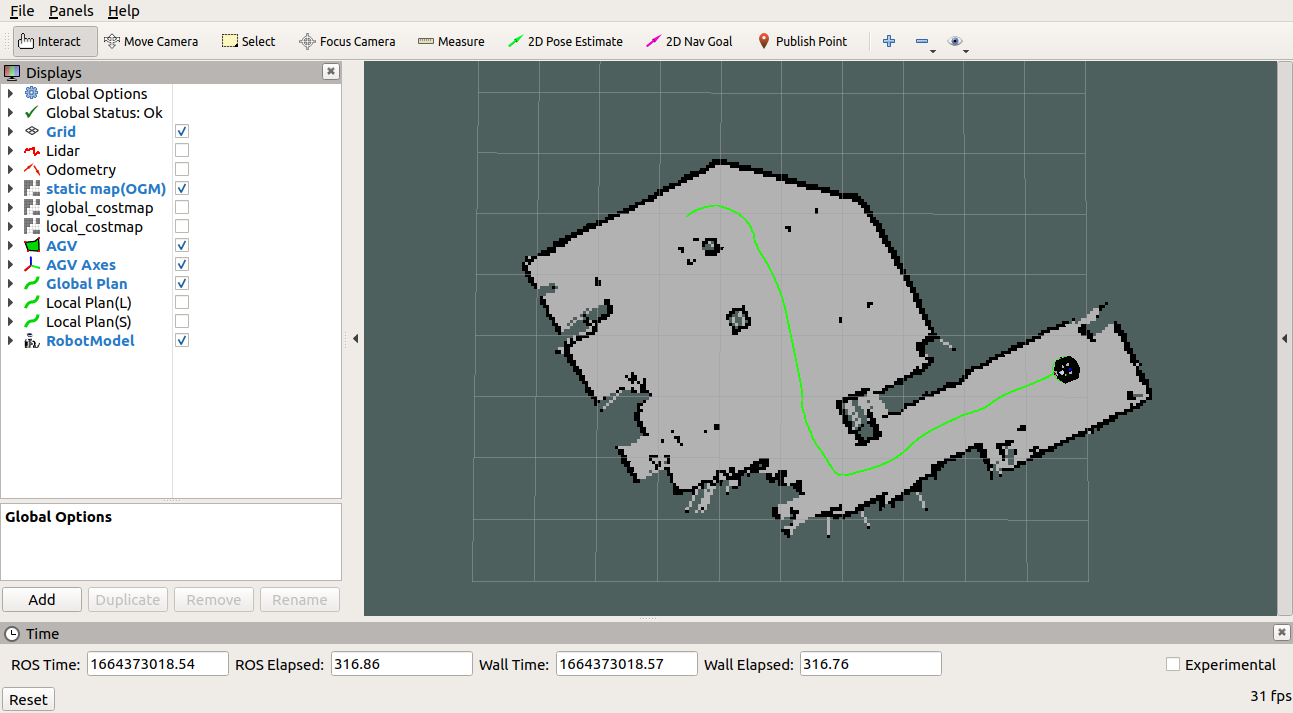 File Panels Help
Interact Move Camera Select Focus Camera Measure 2D Pose Estimate 2D Nav Goal Publish Point
Displays
Global Options
Global Status: Ok
Grid
Lidar
Odometry
static map(OGM)
global_costmap
local_costmap
AGV
AGV Axes
Global Plan
Local Plan(L)
Local Plan(S)
RobotModel
Global Options
Add Duplicate Remove Rename
Time
ROS Time: 1664373018.54 ROS Elapsed: 316.86 Wall Time: 1664373018.57 Wall Elapsed: 316.76 Experimental
Reset 31 fps